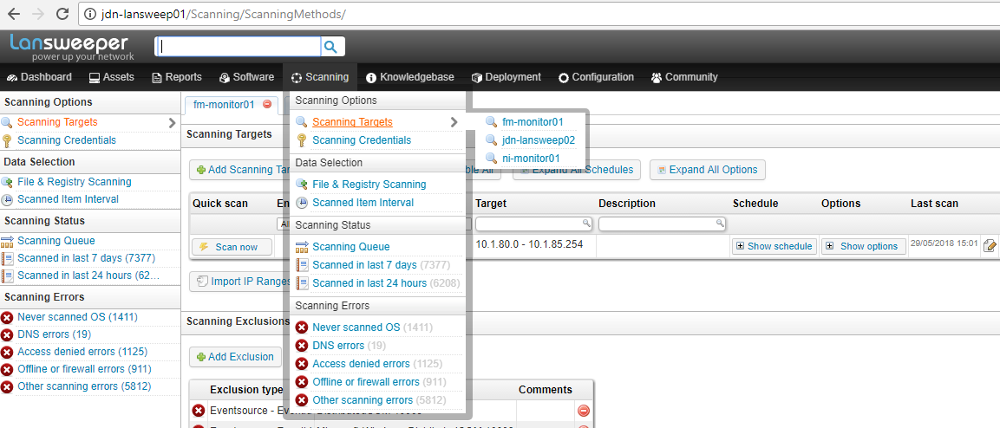 jdn-lansweep01/Scanning/ScanningMethods/
Lansweeper
power up your network
Dashboard Assets Reports Software Scanning Knowledgebase Deployment Configuration Community
Scanning Options
Scanning Targets
Scanning Credentials
Data Selection
File & Registry Scanning
Scanned Item Interval
Scanning Status
Scanning Queue
Scanned in last 7 days (7377)
Scanned in last 24 hours (62...
Scanning Errors
Never scanned OS (1411)
DNS errors (19)
Access denied errors (1125)
Offline or firewall errors (911)
Other scanning errors (5812)
Scanning Options
Scanning Targets
Scanning Credentials
Data Selection
File & Registry Scanning
Scanned Item Interval
Scanning Status
Scanning Queue
Scanned in last 7 days (7377)
Scanned in last 24 hours (6208)
Scanning Errors
Never scanned OS (1411)
DNS errors (19)
Access denied errors (1125)
Offline or firewall errors (911)
Other scanning errors (5812)
fm-monitor01
jdn-lansweep02
ni-monitor01
fm-monitor01
Scanning Targets
Add Scanning Tar All Expand All Schedules Expand All Options
Quick scan En Target Description Schedule Options Last scan
Scan now 10.1.80.0 - 10.1.85.254 Show schedule Show options 29/05/2018 15:01
Import IP Ranges
Scanning Exclusions
Add Exclusion
Exclusion type Comments
Eventsource -